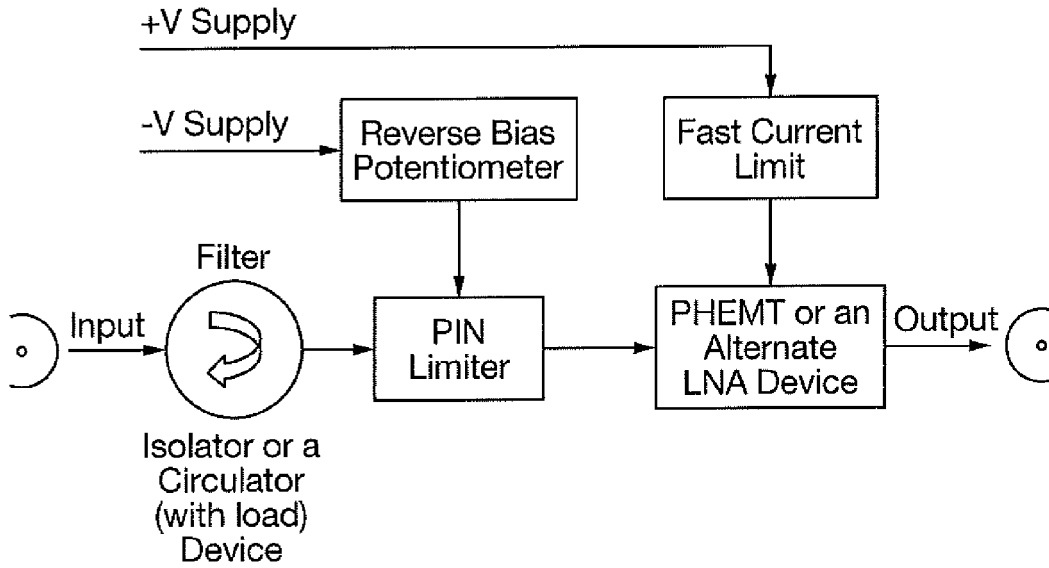 +V Supply
-V Supply
Reverse Bias
Potentiometer
Fast Current
Limit
Filter
Input
PIN
Limiter
PHEMT or an
Alternate
LNA Device
Output
Isolator or a
Circulator
(with load)
Device